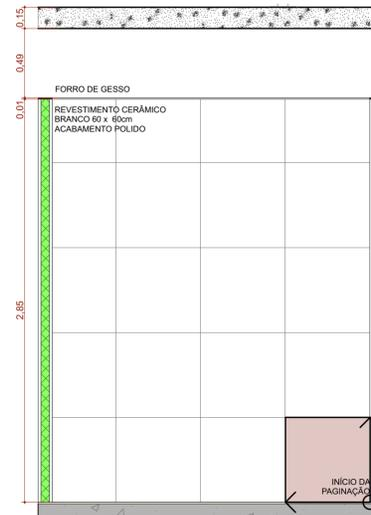 0,15
0,49
FORRO DE GESSO
0,01
REVESTIMENTO CERÂMICO
BRANCO 60 x 60cm
ACABAMENTO POLIDO
2,85
INÍCIO DA
PAGINAÇÃO